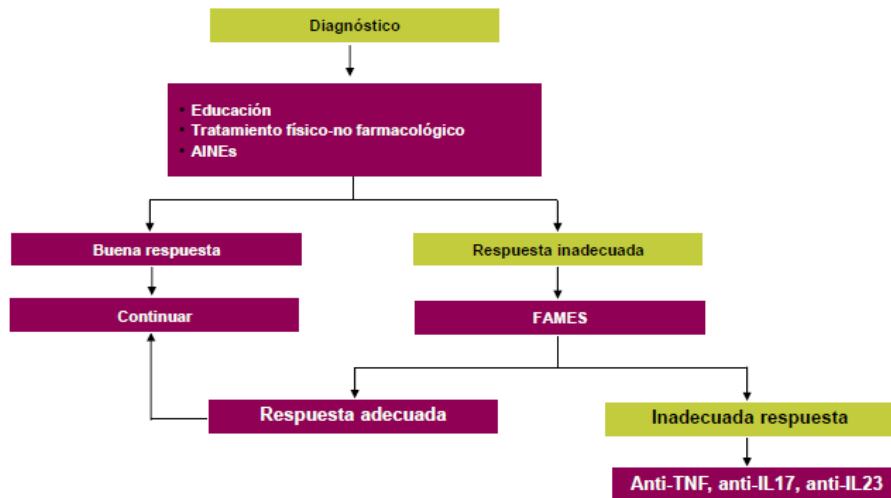 Diagnóstico
Educación
Tratamiento físico-no farmacológico
AINEs
Buena respuesta
Respuesta inadecuada
Continuar
FAMES
Respuesta adecuada
Inadecuada respuesta
Anti-TNF, anti-IL17, anti-IL23